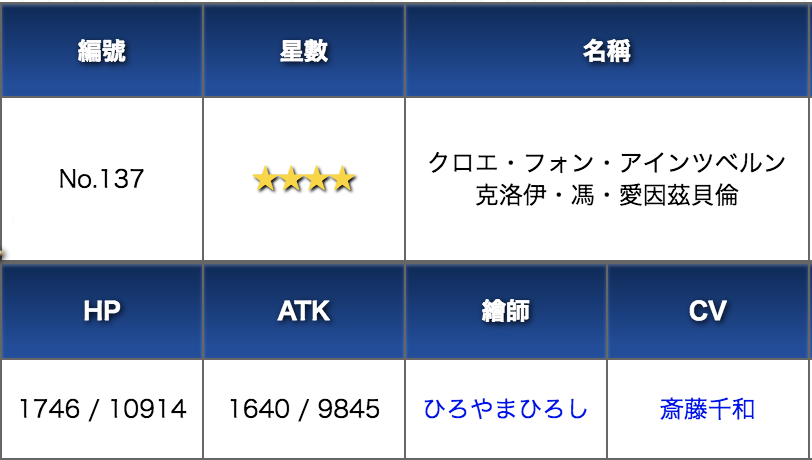 編號 星數 名稱
No.137 ★★★★ クロエ・フォン・アインツベルン
克洛伊・馮・愛因茲貝倫
HP ATK 繪師 CV
1746 / 10914 1640 / 9845 ひろやまひろし 斎藤千和